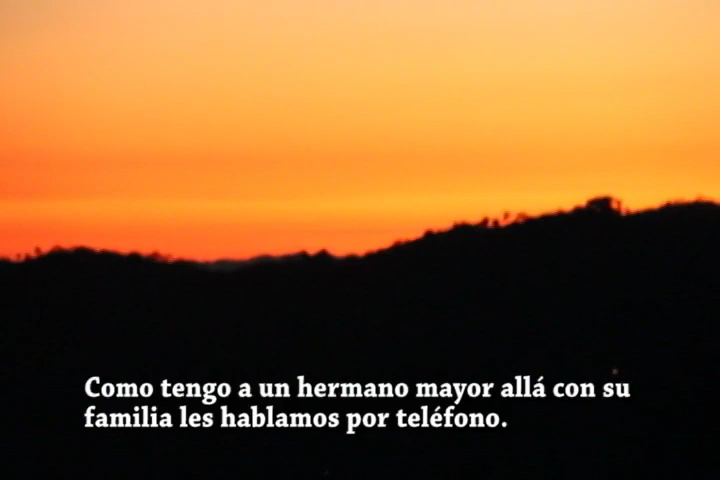 Como tengo a un hermano mayor allá con su
familia les hablamos por teléfono.